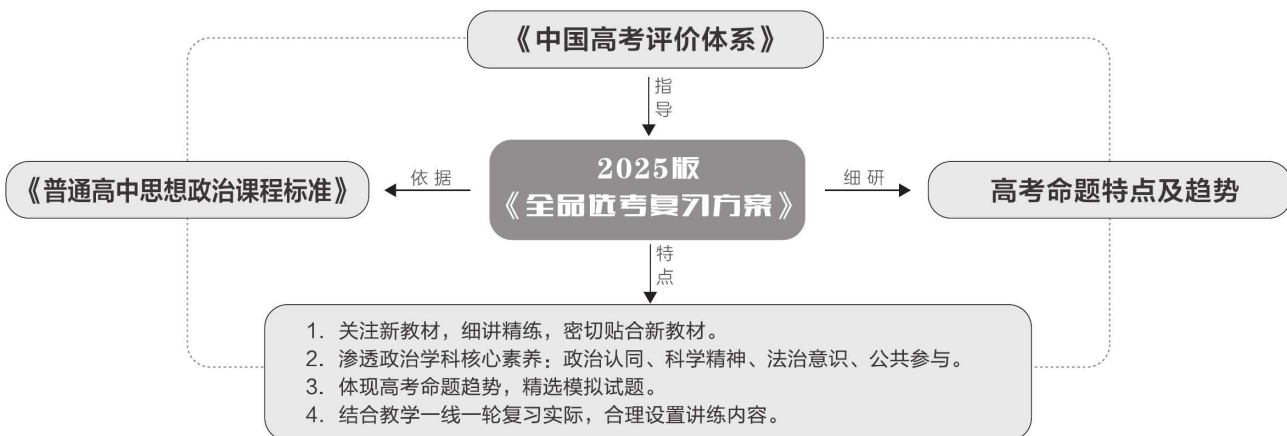 《中国高考评价体系》
指
导
《普通高中思想政治课程标准》
依据
2025版
《全品选考复习方案》
细研
高考命题特点及趋势
特
点
1. 关注新教材，细讲精练，密切贴合新教材。
2. 渗透政治学科核心素养：政治认同、科学精神、法治意识、公共参与。
3. 体现高考命题趋势，精选模拟试题。
4. 结合教学一线一轮复习实际，合理设置讲练内容。